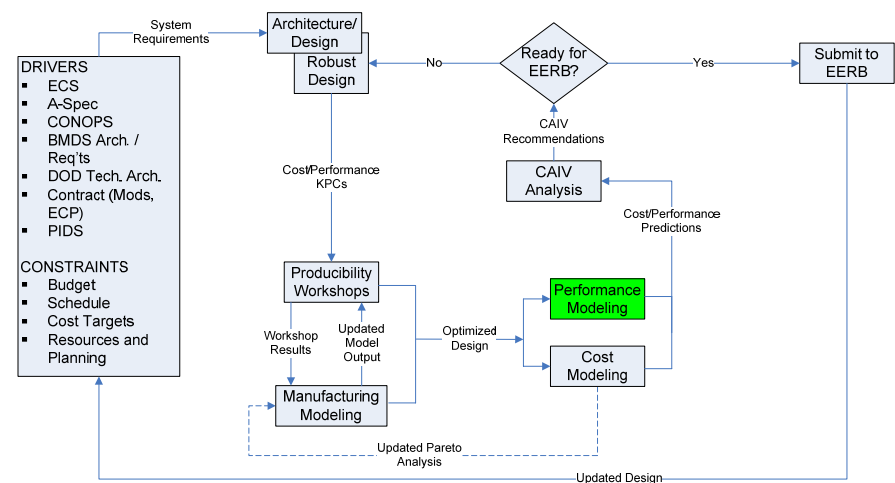 System
Requirements
Architecture/
Design
Robust
Design
Ready for
EERB?
No
Yes
Submit to
EERB
DRIVERS
▪ ECS
▪ A-Spec
▪ CONOPS
▪ BMDS Arch. /
Req'ts
▪ DOD Tech. Arch.
▪ Contract (Mods,
ECP)
▪ PIDS
CONSTRAINTS
▪ Budget
▪ Schedule
▪ Cost Targets
▪ Resources and
Planning
Cost/Performance
KPCs
CAIV
Recommendations
CAIV
Analysis
Cost/Performance
Predictions
Producibility
Workshops
Workshop
Results
Updated
Model
Output
Manufacturing
Modeling
Optimized
Design
Performance
Modeling
Cost
Modeling
Updated Pareto
Analysis
Updated Design